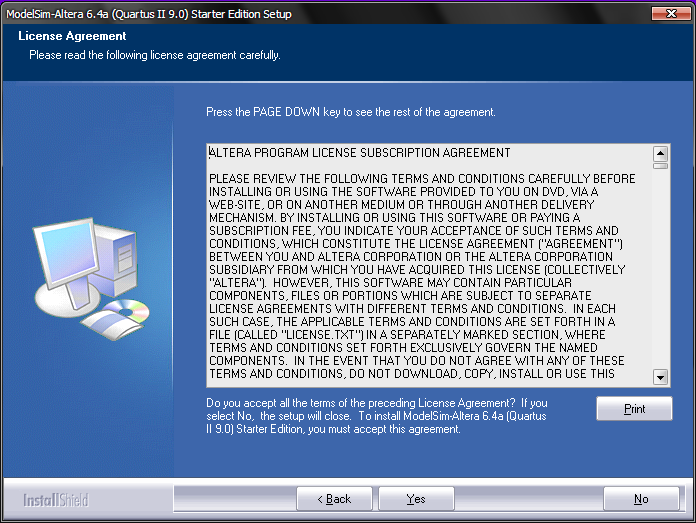 ModelSim-Altera 6.4a (Quartus II 9.0) Starter Edition Setup
License Agreement
Please read the following license agreement carefully.
Press the PAGE DOWN key to see the rest of the agreement.
ALTERA PROGRAM LICENSE SUBSCRIPTION AGREEMENT
PLEASE REVIEW THE FOLLOWING TERMS AND CONDITIONS CAREFULLY BEFORE
INSTALLING OR USING THE SOFTWARE PROVIDED TO YOU ON DVD, VIA A
WEB-SITE, OR ON ANOTHER MEDIUM OR THROUGH ANOTHER DELIVERY
MECHANISM. BY INSTALLING OR USING THIS SOFTWARE OR PAYING A
SUBSCRIPTION FEE, YOU INDICATE YOUR ACCEPTANCE OF SUCH TERMS AND
CONDITIONS, WHICH CONSTITUTE THE LICENSE AGREEMENT ("AGREEMENT")
BETWEEN YOU AND ALTERA CORPORATION OR THE ALTERA CORPORATION
SUBSIDIARY FROM WHICH YOU HAVE ACQUIRED THIS LICENSE (COLLECTIVELY
"ALTERA").  HOWEVER, THIS SOFTWARE MAY CONTAIN PARTICULAR
COMPONENTS, FILES OR PORTIONS WHICH ARE SUBJECT TO SEPARATE
LICENSE AGREEMENTS WITH DIFFERENT TERMS AND CONDITIONS.  IN EACH
SUCH CASE, THE APPLICABLE TERMS AND CONDITIONS ARE SET FORTH IN A
FILE (CALLED "LICENSE.TXT") IN A SEPARATELY MARKED SECTION, WHERE
TERMS AND CONDITIONS SET FORTH EXCLUSIVELY GOVERN THE NAMED
COMPONENTS.  IN THE EVENT THAT YOU DO NOT AGREE WITH ANY OF THESE
TERMS AND CONDITIONS, DO NOT DOWNLOAD, COPY, INSTALL OR USE THIS
Do you accept all the terms of the preceding License Agreement?  If you
select No,  the setup will close.  To install ModelSim-Altera 6.4a (Quartus
II 9.0) Starter Edition, you must accept this agreement.
Print
InstallShield
< Back
Yes
No